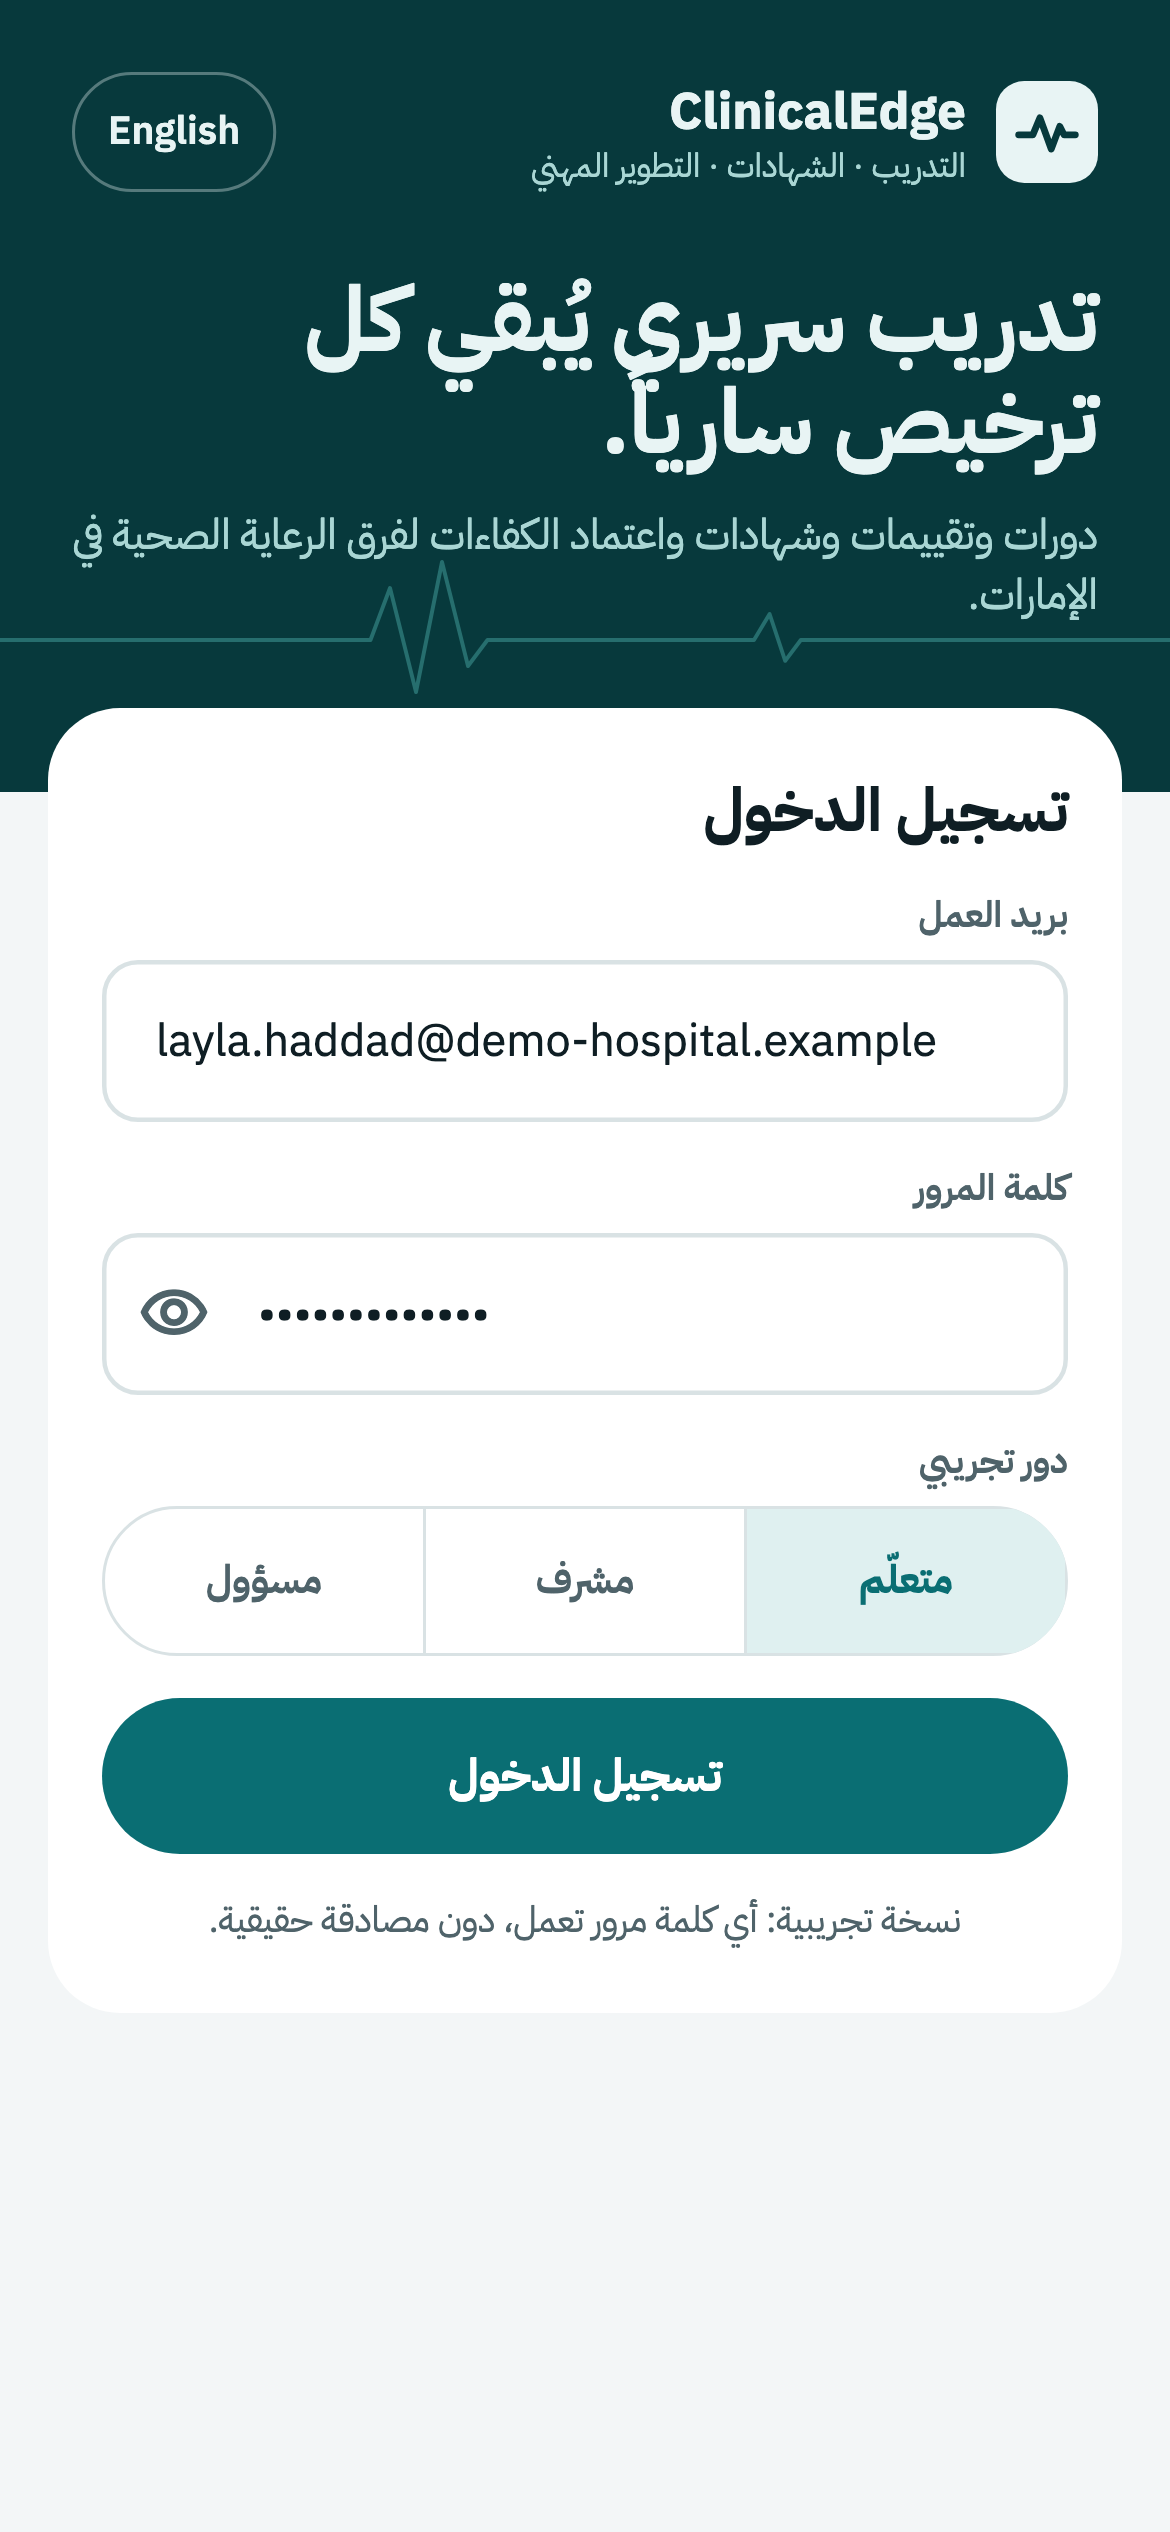 ClinicalEdge
التدريب · الشهادات · التطوير المهني
English
تدريب سريري يُبقي كل
ترخيص سارياً.
دورات وتقييمات وشهادات واعتماد الكفاءات لفرق الرعاية الصحية في
الإمارات.
تسجيل الدخول
بريد العمل
layla.haddad@demo-hospital.example
كلمة المرور
•••••••••••••
دور تجريبي
متعلّم
مشرف
مسؤول
تسجيل الدخول
نسخة تجريبية: أي كلمة مرور تعمل، دون مصادقة حقيقية.